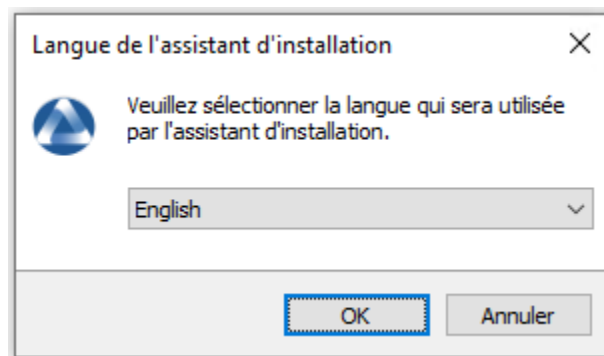 Langue de l'assistant d'installation
Veuillez sélectionner la langue qui sera utilisée
par l'assistant d'installation.
English
OK
Annuler